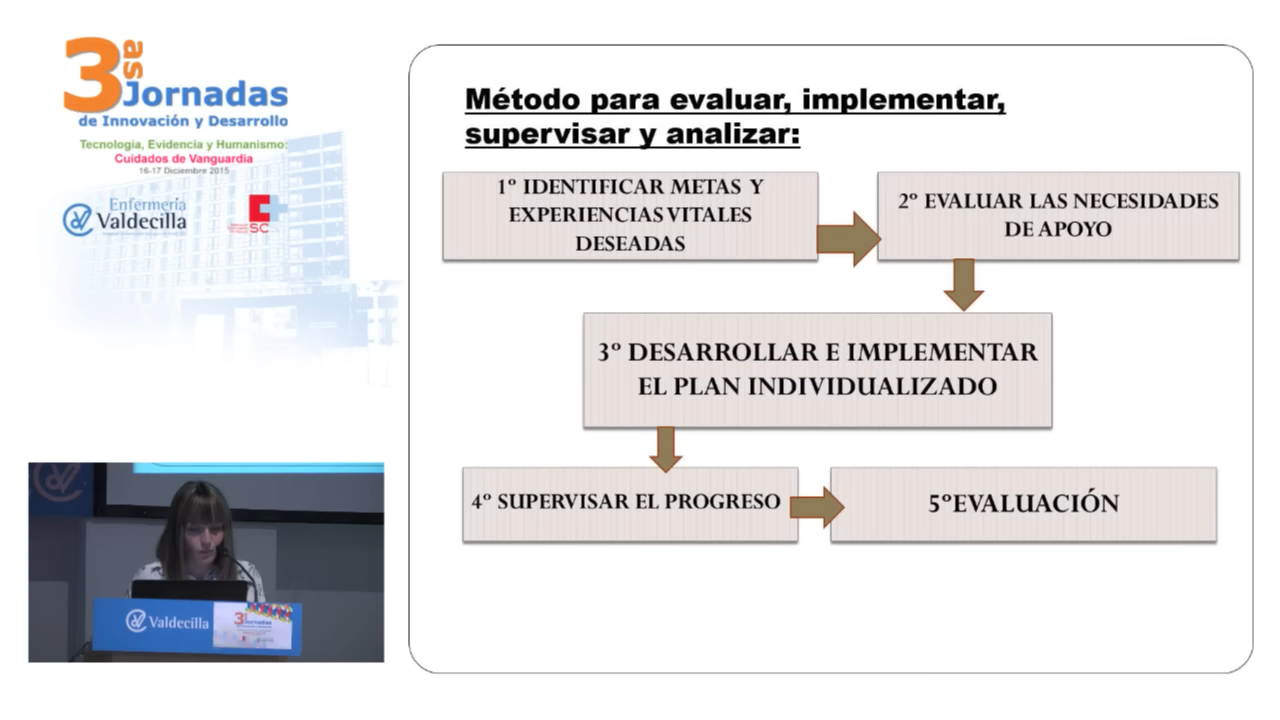 3as
Jornadas
de Innovación y Desarrollo
Tecnología, Evidencia y Humanismo:
Cuidados de Vanguardia
16-17 Diciembre 2015
Enfermería
Valdecilla
SC
Método para evaluar, implementar,
supervisar y analizar:
1º IDENTIFICAR METAS Y
EXPERIENCIAS VITALES
DESEADAS
2º EVALUAR LAS NECESIDADES
DE APOYO
3º DESARROLLAR E IMPLEMENTAR
EL PLAN INDIVIDUALIZADO
4º SUPERVISAR EL PROGRESO
5ºEVALUACIÓN
Valdecilla
3as
Jornadas